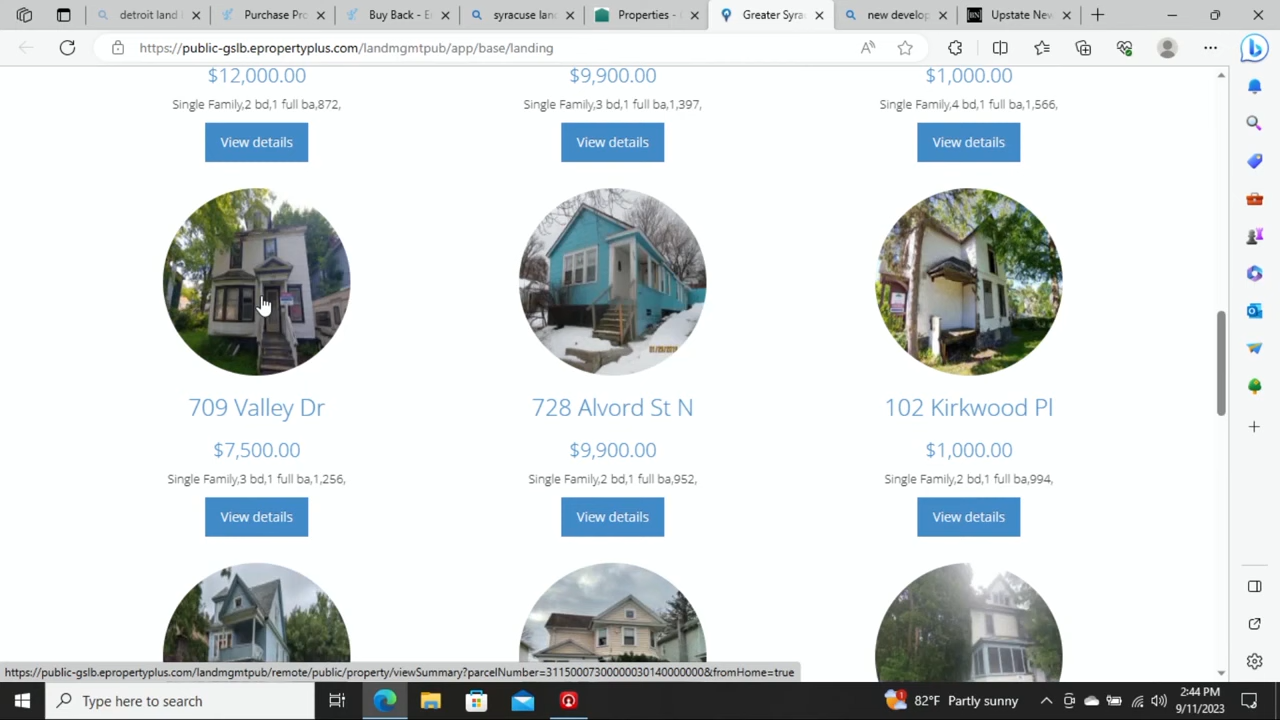 detroit land
Purchase Pro
Buy Back - E
syracuse lan
Properties -
Greater Syra
new develop
Upstate New
https://public-gslb.epropertyplus.com/landmgmtpub/app/base/landing
$12,000.00
$9,900.00
$1,000.00
Single Family,2 bd,1 full ba,872,
Single Family,3 bd,1 full ba,1,397,
Single Family,4 bd,1 full ba,1,566,
View details
View details
View details
709 Valley Dr
728 Alvord St N
102 Kirkwood Pl
$7,500.00
$9,900.00
$1,000.00
Single Family,3 bd,1 full ba,1,256,
Single Family,2 bd,1 full ba,952,
Single Family,2 bd,1 full ba,994,
View details
View details
View details
https://public-gslb.epropertyplus.com/landmgmtpub/remote/public/property/viewSummary?parcelNumber=31150007300000030140000000&fromHome=true
Type here to search
82°F Partly sunny
2:44 PM
9/11/2023